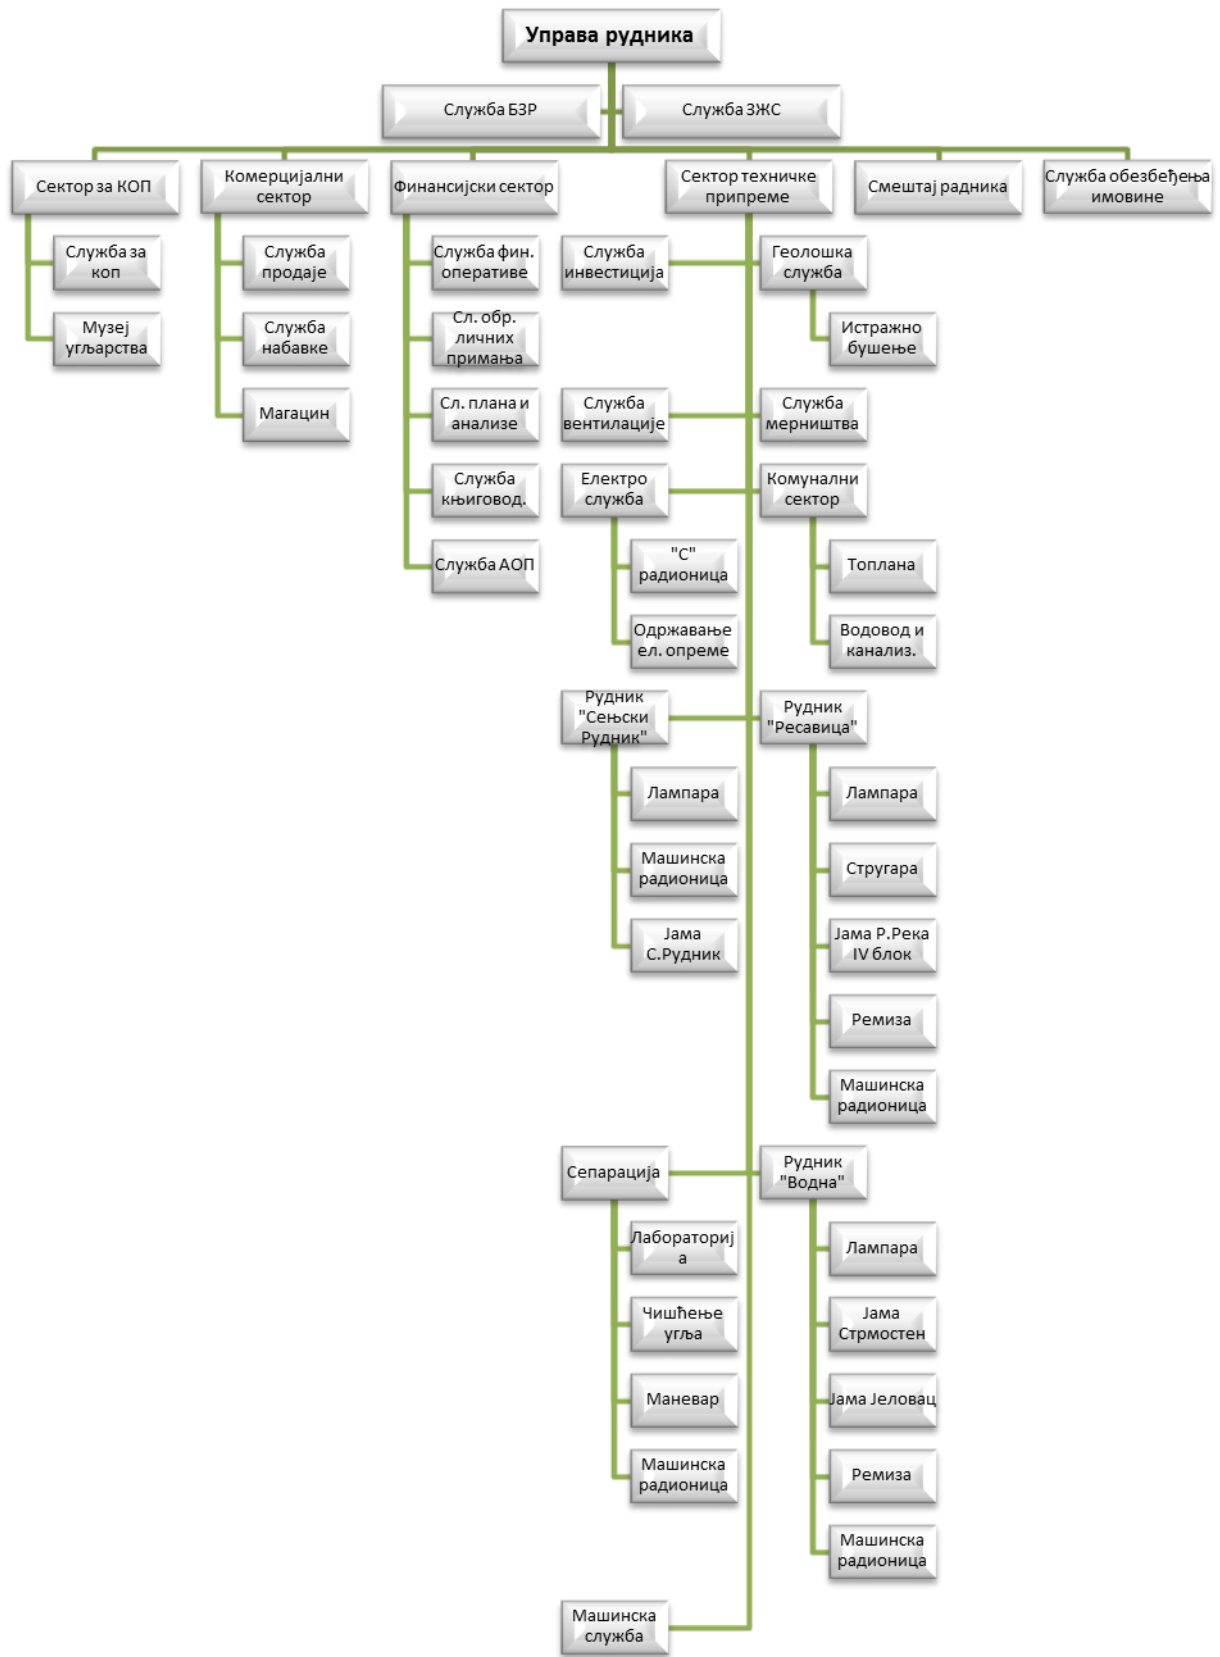 Управа рудника
Служба БЗР
Служба ЗЖС
Сектор за КОП
Комерцијални
сектор
Финансијски сектор
Сектор техничке
припреме
Смештај радника
Служба обезбеђења
имовине
Служба за
коп
Музеј
угљарства
Служба
продаје
Служба
набавке
Магацин
Служба фин.
оперативе
Сл. обр.
личних
примања
Сл. плана и
анализе
Служба
књиговод.
Служба АОП
Служба
инвестиција
Геолошка
служба
Истражно
бушење
Служба
вентилације
Служба
мерништва
Електро
служба
"С"
радионица
Одржавање
ел. опреме
Комунални
сектор
Топлана
Водовод и
канализ.
Рудник
"Сењски
Рудник"
Лампара
Машинска
радионица
Јама
С.Рудник
Рудник
"Ресавица"
Лампара
Стругара
Јама Р.Река
IV блок
Ремиза
Машинска
радионица
Сепарација
Лабораториј
а
Чишћење
угља
Маневар
Машинска
радионица
Рудник
"Водна"
Лампара
Јама
Стрмостен
Јама Јеловац
Ремиза
Машинска
радионица
Машинска
служба